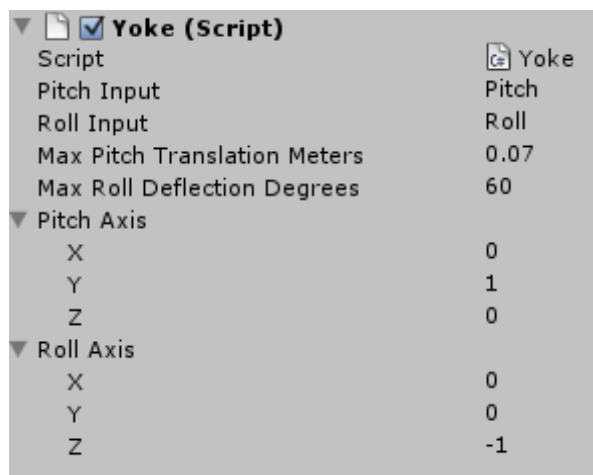 Yoke (Script)
Script C# Yoke
Pitch Input Pitch
Roll Input Roll
Max Pitch Translation Meters 0.07
Max Roll Deflection Degrees 60
Pitch Axis
X 0
Y 1
Z 0
Roll Axis
X 0
Y 0
Z -1